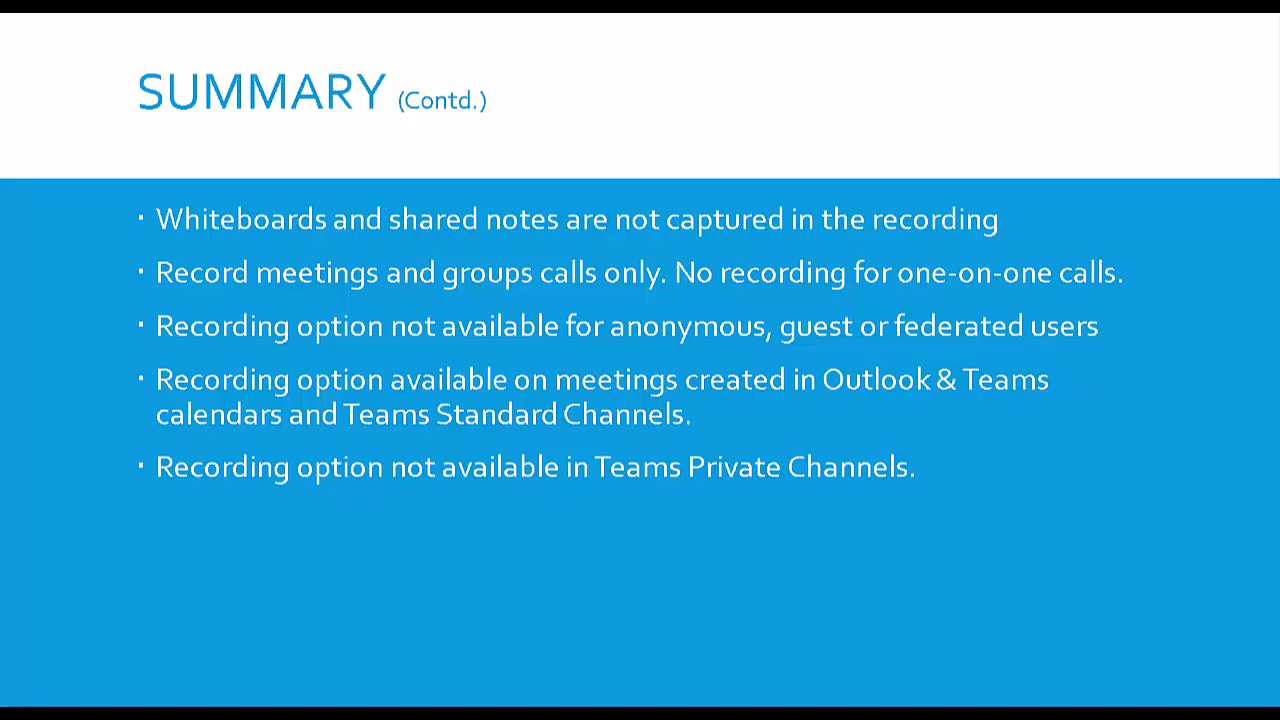 SUMMARY (Contd.)
▪ Whiteboards and shared notes are not captured in the recording
▪ Record meetings and groups calls only. No recording for one-on-one calls.
▪ Recording option not available for anonymous, guest or federated users
▪ Recording option available on meetings created in Outlook & Teams
calendars and Teams Standard Channels.
▪ Recording option not available in Teams Private Channels.